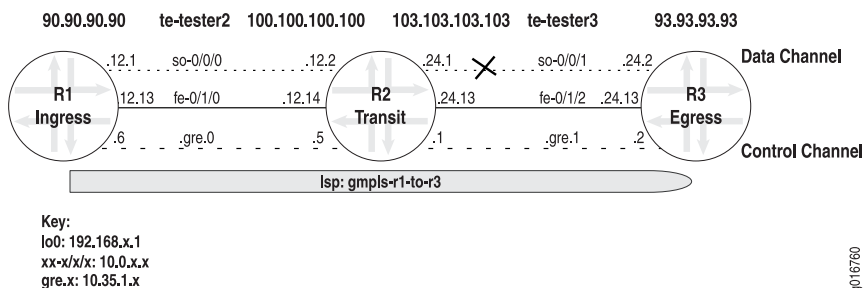 90.90.90.90 te-tester2 100.100.100.100 103.103.103.103 te-tester3 93.93.93.93
.12.1 so-0/0/0 .12.2 .24.1 so-0/0/1 .24.2 Data Channel
R1 Ingress .12.13 fe-0/1/0 .12.14 R2 Transit .24.13 fe-0/1/2 .24.13 R3 Egress
.6 .gre.0 .5 .1 .gre.1 .2 Control Channel
lsp: gmpls-r1-to-r3
Key:
lo0: 192.168.x.1
xx-x/x/x: 10.0.x.x
gre.x: 10.35.1.x
g016760